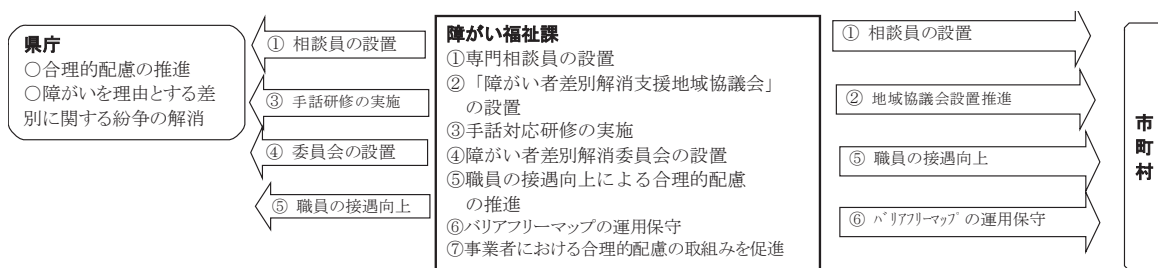 県庁
○合理的配慮の推進
○障がいを理由とする差
別に関する紛争の解消
① 相談員の設置
③ 手話研修の実施
④ 委員会の設置
⑤ 職員の接遇向上
障がい福祉課
①専門相談員の設置
②「障がい者差別解消支援地域協議会」
の設置
③手話対応研修の実施
④障がい者差別解消委員会の設置
⑤職員の接遇向上による合理的配慮
の推進
⑥バリアフリーマップの運用保守
⑦事業者における合理的配慮の取組みを促進
① 相談員の設置
② 地域協議会設置推進
⑤ 職員の接遇向上
⑥ ﾊﾞﾘｱﾌﾘｰﾏｯﾌﾟの運用保守
市町村